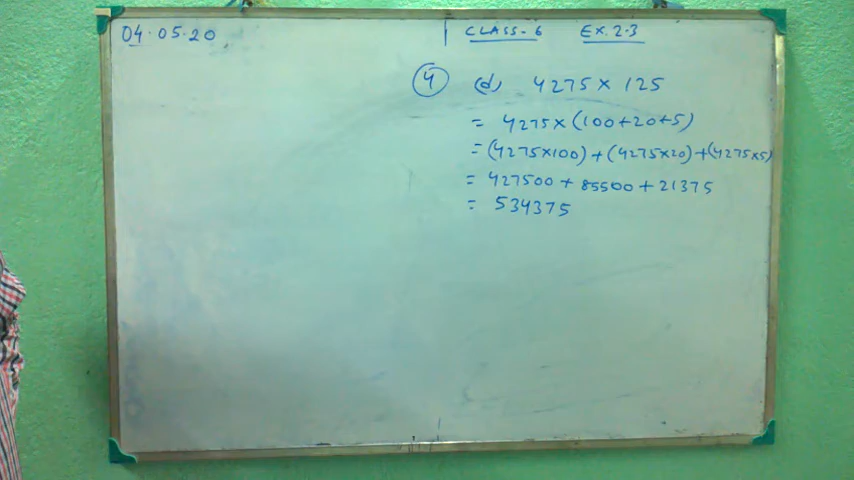 04.05.20
CLASS-6 EX.2.3
4 (d) 4275 × 125
= 4275 × (100+20+5)
= (4275×100) + (4275×20) + (4275×5)
= 427500 + 85500 + 21375
= 534375